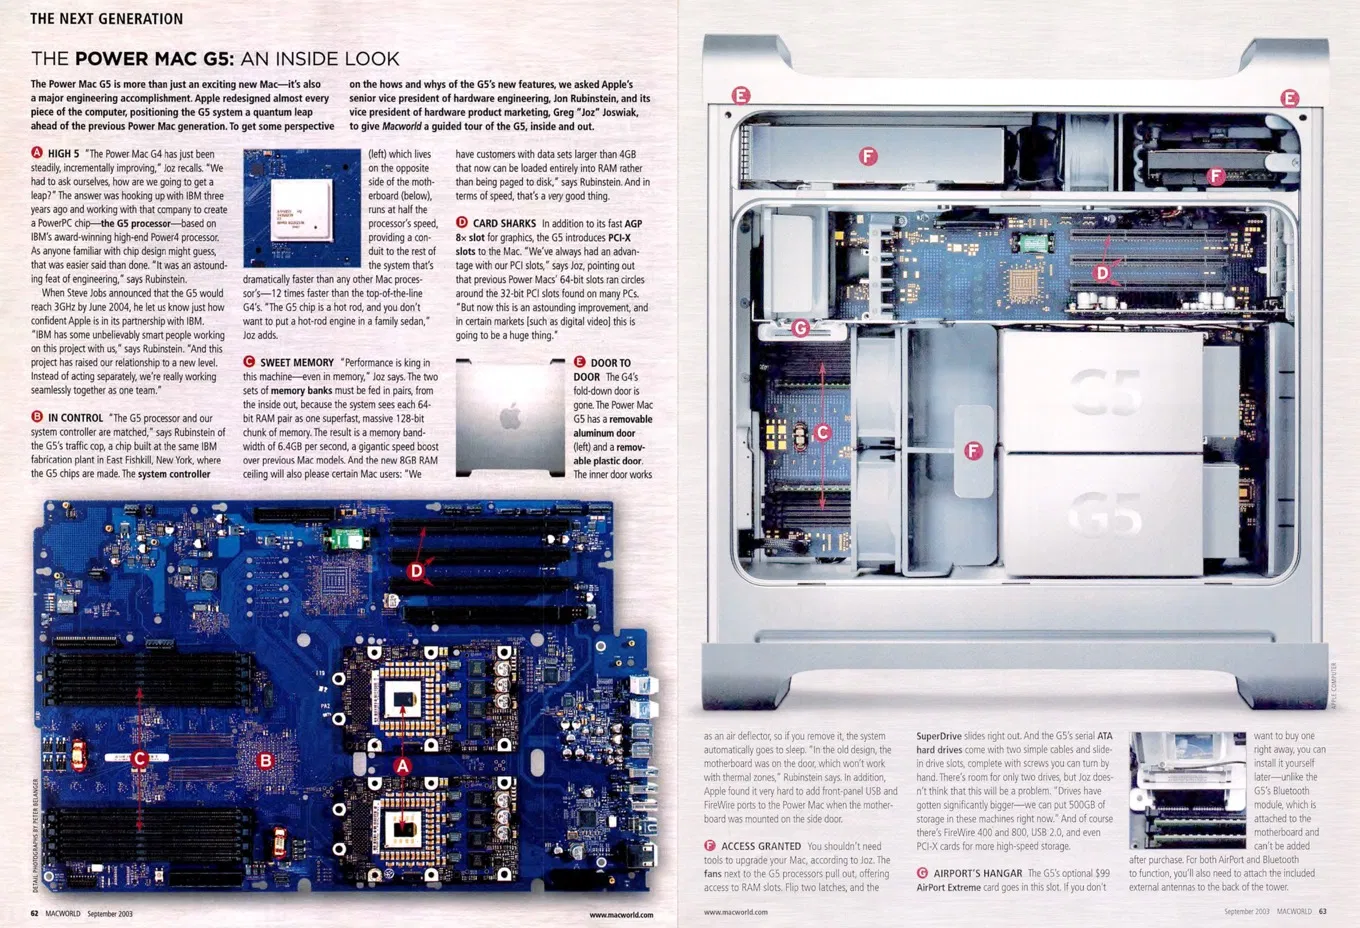 THE NEXT GENERATION
THE POWER MAC G5: AN INSIDE LOOK
The Power Mac G5 is more than just an exciting new Mac—it's also
a major engineering accomplishment. Apple redesigned almost every
piece of the computer, positioning the G5 system a quantum leap
ahead of the previous Power Mac generation. To get some perspective
on the hows and whys of the G5's new features, we asked Apple's
senior vice president of hardware engineering, Jon Rubinstein, and its
vice president of hardware product marketing, Greg "Joz" Joswiak,
to give Macworld a guided tour of the G5, inside and out.
A HIGH 5 "The Power Mac G4 has just been
steadily, incrementally improving," Joz recalls. "We
had to ask ourselves, how are we going to get a
leap?" The answer was hooking up with IBM three
years ago and working with that company to create
a PowerPC chip—the G5 processor—based on
IBM's award-winning high-end Power4 processor.
As anyone familiar with chip design might guess,
that was easier said than done. "It was an astound-
ing feat of engineering," says Rubinstein.
When Steve Jobs announced that the G5 would
reach 3GHz by June 2004, he let us know just how
confident Apple is in its partnership with IBM.
"IBM has some unbelievably smart people working
on this project with us," says Rubinstein. "And this
project has raised our relationship to a new level.
Instead of acting separately, we're really working
seamlessly together as one team."
B IN CONTROL "The G5 processor and our
system controller are matched," says Rubinstein of
the G5's traffic cop, a chip built at the same IBM
fabrication plant in East Fishkill, New York, where
the G5 chips are made. The system controller
(left) which lives
on the opposite
side of the moth-
erboard (below),
runs at half the
processor's speed,
providing a con-
duit to the rest of
the system that's
dramatically faster than any other Mac proces-
sor's—12 times faster than the top-of-the-line
G4's. "The G5 chip is a hot rod, and you don't
want to put a hot-rod engine in a family sedan,"
Joz adds.
C SWEET MEMORY "Performance is king in
this machine—even in memory," Joz says. The two
sets of memory banks must be fed in pairs, from
the inside out, because the system sees each 64-
bit RAM pair as one superfast, massive 128-bit
chunk of memory. The result is a memory band-
width of 6.4GB per second, a gigantic speed boost
over previous Mac models. And the new 8GB RAM
ceiling will also please certain Mac users: "We
have customers with data sets larger than 4GB
that now can be loaded entirely into RAM rather
than being paged to disk," says Rubinstein. And in
terms of speed, that's a very good thing.
D CARD SHARKS In addition to its fast AGP
8x slot for graphics, the G5 introduces PCI-X
slots to the Mac. "We've always had an advan-
tage with our PCI slots," says Joz, pointing out
that previous Power Macs' 64-bit slots ran circles
around the 32-bit PCI slots found on many PCs.
"But now this is an astounding improvement, and
in certain markets [such as digital video] this is
going to be a huge thing."
E DOOR TO
DOOR The G4's
fold-down door is
gone. The Power Mac
G5 has a removable
aluminum door
(left) and a remov-
able plastic door.
The inner door works
D
C
B
A
DETAIL PHOTOGRAPHS BY PETER BELANGER
62 MACWORLD September 2003
www.macworld.com
E
E
F
F
D
G
C
F
G5
G5
APPLE COMPUTER
as an air deflector, so if you remove it, the system
automatically goes to sleep. "In the old design, the
motherboard was on the door, which won't work
with thermal zones," Rubinstein says. In addition,
Apple found it very hard to add front-panel USB and
FireWire ports to the Power Mac when the mother-
board was mounted on the side door.
F ACCESS GRANTED You shouldn't need
tools to upgrade your Mac, according to Joz. The
fans next to the G5 processors pull out, offering
access to RAM slots. Flip two latches, and the
SuperDrive slides right out. And the G5's serial ATA
hard drives come with two simple cables and slide-
in drive slots, complete with screws you can turn by
hand. There's room for only two drives, but Joz does-
n't think that this will be a problem. "Drives have
gotten significantly bigger—we can put 500GB of
storage in these machines right now." And of course
there's FireWire 400 and 800, USB 2.0, and even
PCI-X cards for more high-speed storage.
G AIRPORT'S HANGAR The G5's optional $99
AirPort Extreme card goes in this slot. If you don't
want to buy one
right away, you can
install it yourself
later—unlike the
G5's Bluetooth
module, which is
attached to the
motherboard and
can't be added
after purchase. For both AirPort and Bluetooth
to function, you'll also need to attach the included
external antennas to the back of the tower.
www.macworld.com
September 2003 MACWORLD 63